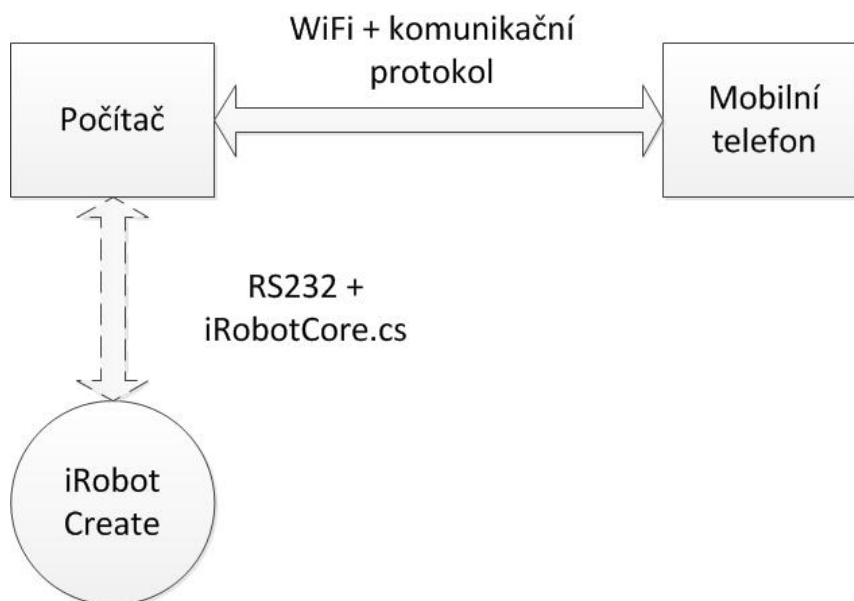 WiFi + komunikační
protokol
Počítač
Mobilní
telefon
RS232 +
iRobotCore.cs
iRobot
Create